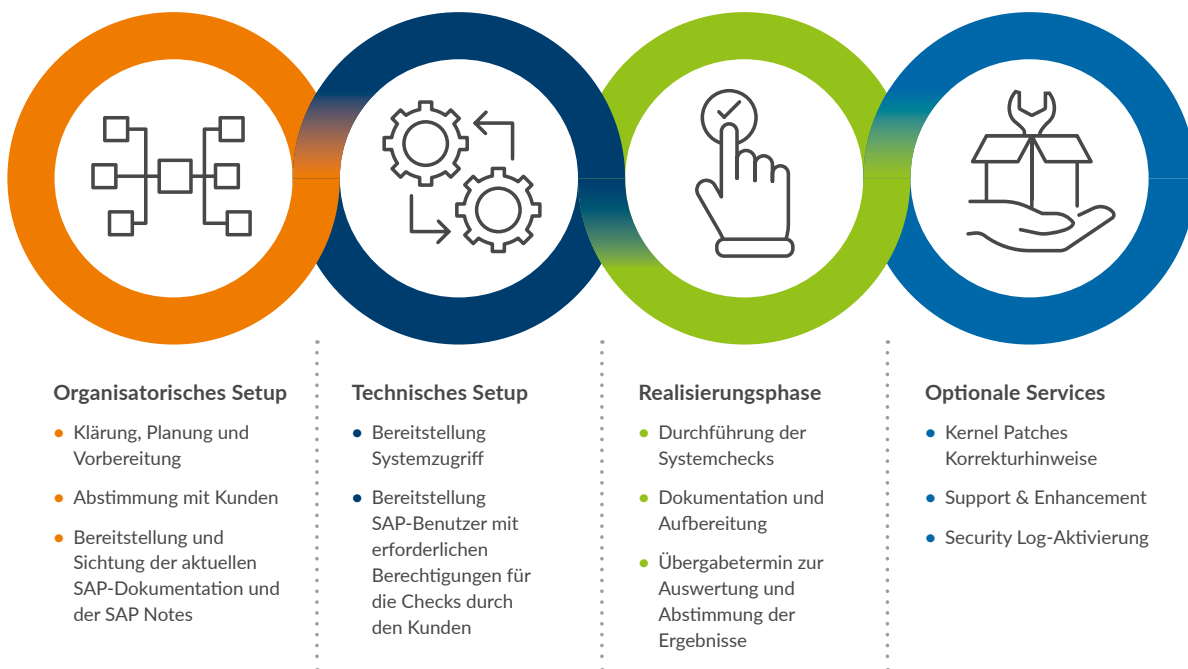 Organisatorisches Setup
Klärung, Planung und
Vorbereitung
Abstimmung mit Kunden
Bereitstellung und
Sichtung der aktuellen
SAP-Dokumentation und
der SAP Notes
Technisches Setup
Bereitstellung
Systemzugriff
Bereitstellung
SAP-Benutzer mit
erforderlichen
Berechtigungen für
die Checks durch
den Kunden
Realisierungsphase
Durchführung der
Systemchecks
Dokumentation und
Aufbereitung
Übergabetermin zur
Auswertung und
Abstimmung der
Ergebnisse
Optionale Services
Kernel Patches
Korrekturhinweise
Support & Enhancement
Security Log-Aktivierung